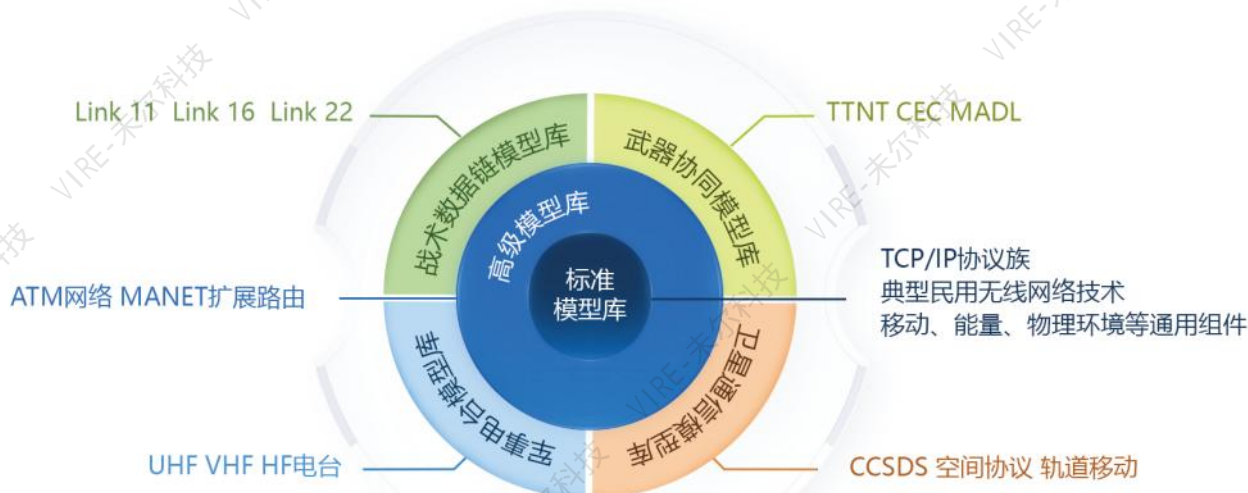 VIRE-未尔科技
Link 11 Link 16 Link 22
TTNT CEC MADL
战术数据链模型库
武器协同模型库
高级模型库
标准
模型库
ATM网络 MANET扩展路由
TCP/IP协议族
典型民用无线网络技术
移动、能量、物理环境等通用组件
军事电台模型库
卫星通信模型库
UHF VHF HF电台
CCSDS 空间协议 轨道移动